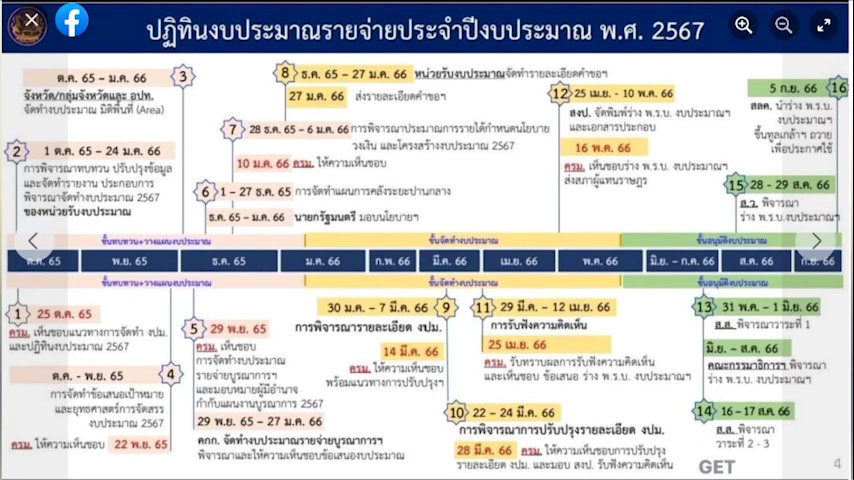 ปฏิทินงบประมาณรายจ่ายประจำปีงบประมาณ พ.ศ. 2567
2
1 ต.ค. 65 – 24 ม.ค. 66
การพิจารณาทบทวน ปรับปรุงข้อมูล
และจัดทำรายงาน ประกอบการ
พิจารณาจัดทำงบประมาณ 2567
ของหน่วยรับงบประมาณ
3
ต.ค. 65 – ม.ค. 66
จังหวัด/กลุ่มจังหวัดและ อปท.
จัดทำงบประมาณ มิติพื้นที่ (Area)
8
ธ.ค. 65 – 27 ม.ค. 66 หน่วยรับงบประมาณจัดทำรายละเอียดคำขอฯ
27 ม.ค. 66 ส่งรายละเอียดคำขอฯ
7
28 ธ.ค. 65 – 6 ม.ค. 66 การพิจารณาประมาณการรายได้กำหนดนโยบาย
วงเงิน และโครงสร้างงบประมาณ 2567
10 ม.ค. 66 ครม. ให้ความเห็นชอบ
6
1 – 27 ธ.ค. 65 การจัดทำแผนการคลังระยะปานกลาง
ธ.ค. 65 – ม.ค. 66 นายกรัฐมนตรี มอบนโยบายฯ
12
25 เม.ย. - 10 พ.ค. 66
สงป. จัดพิมพ์ร่าง พ.ร.บ. งบประมาณฯ
และเอกสารประกอบ
16 พ.ค. 66
ครม. เห็นชอบร่าง พ.ร.บ. งบประมาณฯ
ส่งสภาผู้แทนราษฎร
16
5 ก.ย. 66
สลค. นำร่าง พ.ร.บ.
งบประมาณฯ
ขึ้นทูลเกล้าฯ ถวาย
เพื่อประกาศใช้
15
28 – 29 ส.ค. 66
ส.ว. พิจารณา
ร่าง พ.ร.บ.งบประมาณฯ
ขั้นทบทวน+วางแผนงบประมาณ
ขั้นจัดทำงบประมาณ
ขั้นอนุมัติงบประมาณ
ต.ค. 65
พ.ย. 65
ธ.ค. 65
ม.ค. 66
ก.พ. 66
มี.ค. 66
เม.ย. 66
พ.ค. 66
มิ.ย. – ก.ค. 66
ส.ค. 66
ก.ย. 66
ขั้นทบทวน+วางแผนงบประมาณ
ขั้นจัดทำงบประมาณ
ขั้นอนุมัติงบประมาณ
1
25 ต.ค. 65
ครม. เห็นชอบแนวทางการจัดทำ งปม.
และปฏิทินงบประมาณ 2567
4
ต.ค. - พ.ย. 65
การจัดทำข้อเสนอเป้าหมาย
และยุทธศาสตร์การจัดสรร
งบประมาณ 2567
ครม. ให้ความเห็นชอบ 22 พ.ย. 65
5
29 พ.ย. 65
ครม. เห็นชอบ
การจัดทำงบประมาณ
รายจ่ายบูรณาการฯ
และมอบหมายผู้มีอำนาจ
กำกับแผนงานบูรณาการ 2567
29 พ.ย. 65 – 27 ม.ค. 66
คกก. จัดทำงบประมาณรายจ่ายบูรณาการฯ
พิจารณาและให้ความเห็นชอบข้อเสนองบประมาณ
30 ม.ค. – 7 มี.ค. 66
9
การพิจารณารายละเอียด งปม.
14 มี.ค. 66
ครม. ให้ความเห็นชอบ
พร้อมแนวทางการปรับปรุงฯ
11
29 มี.ค. – 12 เม.ย. 66
การรับฟังความคิดเห็น
25 เม.ย. 66
ครม. รับทราบผลการรับฟังความคิดเห็น
และเห็นชอบ ข้อเสนอ ร่าง พ.ร.บ. งบประมาณฯ
10
22 – 24 มี.ค. 66
การพิจารณาการปรับปรุงรายละเอียด งปม.
28 มี.ค. 66 ครม. ให้ความเห็นชอบการปรับปรุง
รายละเอียด งปม. และมอบ สงป. รับฟังความคิดเห็น
13
31 พ.ค. – 1 มิ.ย. 66
ส.ส. พิจารณาวาระที่ 1
มิ.ย. – ส.ค. 66
คณะกรรมาธิการฯ พิจารณา
ร่าง พ.ร.บ. งบประมาณฯ
14
16 – 17 ส.ค. 66
ส.ส. พิจารณา
วาระที่ 2 - 3
GET
4